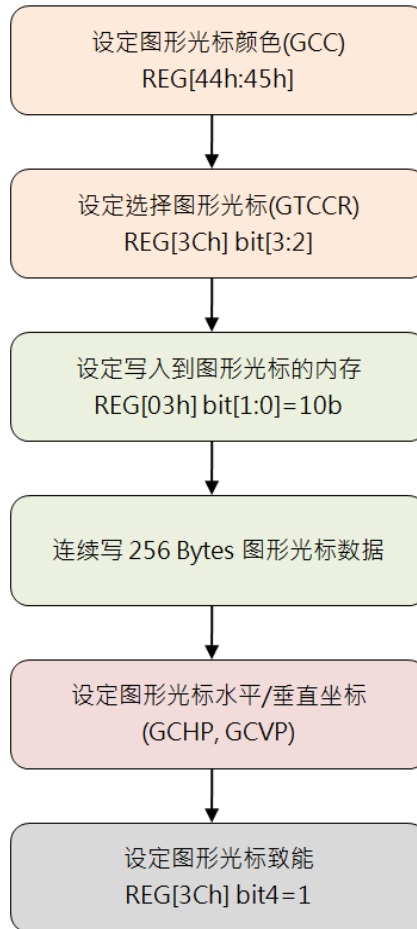 设定图形光标颜色(GCC)
REG[44h:45h]
设定选择图形光标(GTCCR)
REG[3Ch] bit[3:2]
设定写入到图形光标的内存
REG[03h] bit[1:0]=10b
连续写 256 Bytes 图形光标数据
设定图形光标水平/垂直坐标
(GCHP, GCVP)
设定图形光标致能
REG[3Ch] bit4=1